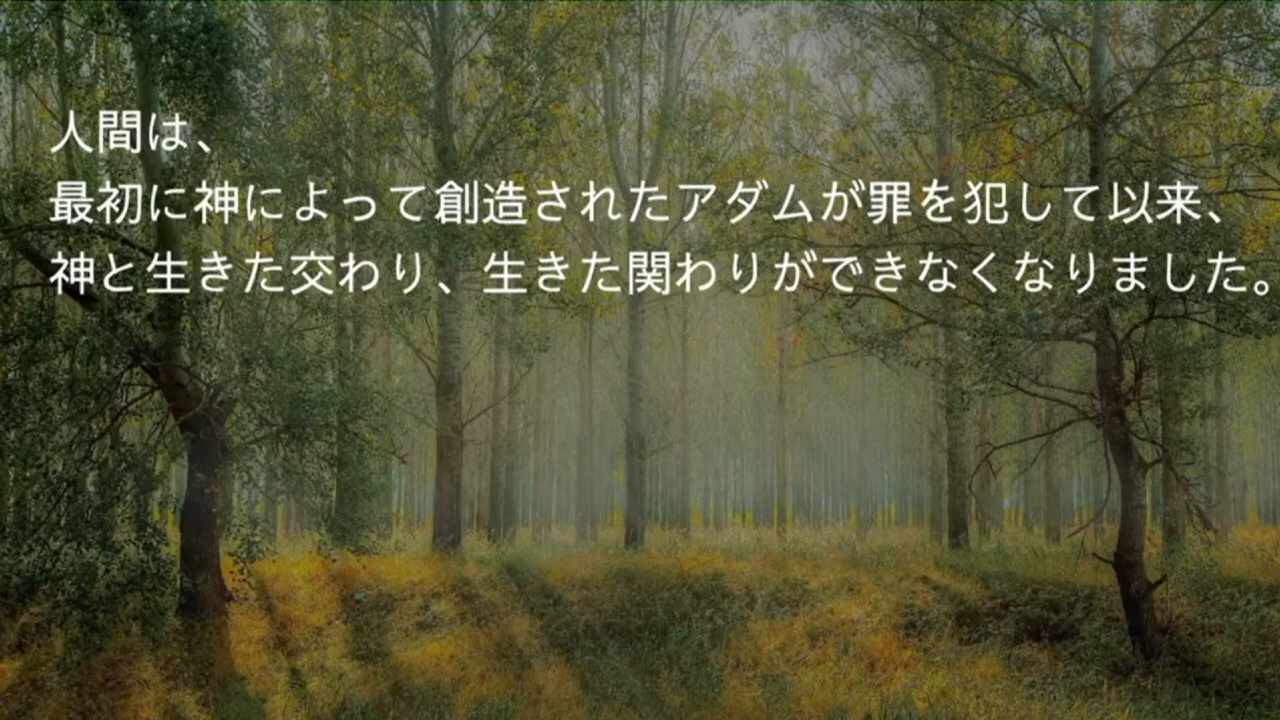 人間は、
最初に神によって創造されたアダムが罪を犯して以来、
神と生きた交わり、生きた関わりができなくなりました。